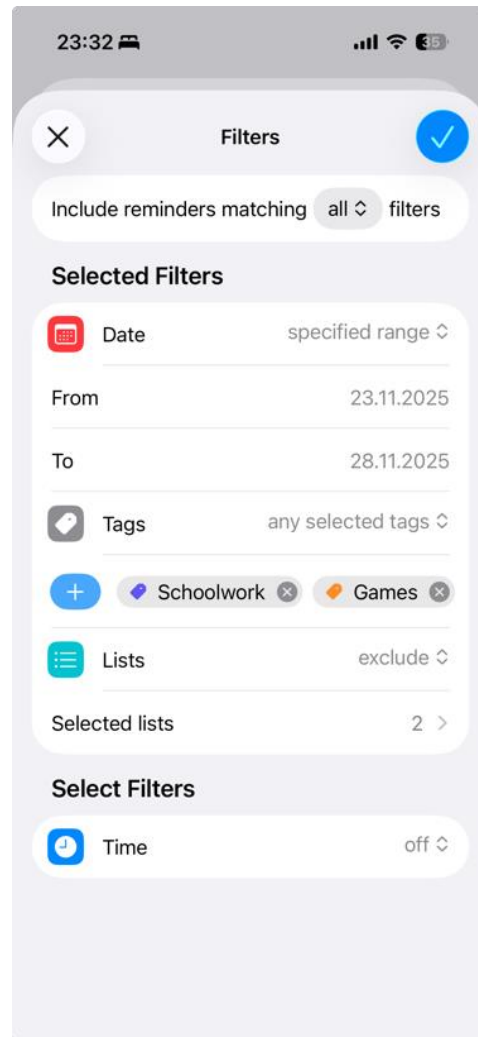 23:32 35
Filters
Include reminders matching all filters
Selected Filters
Date specified range
From 23.11.2025
To 28.11.2025
Tags any selected tags
Schoolwork Games
Lists exclude
Selected lists 2
Select Filters
Time off